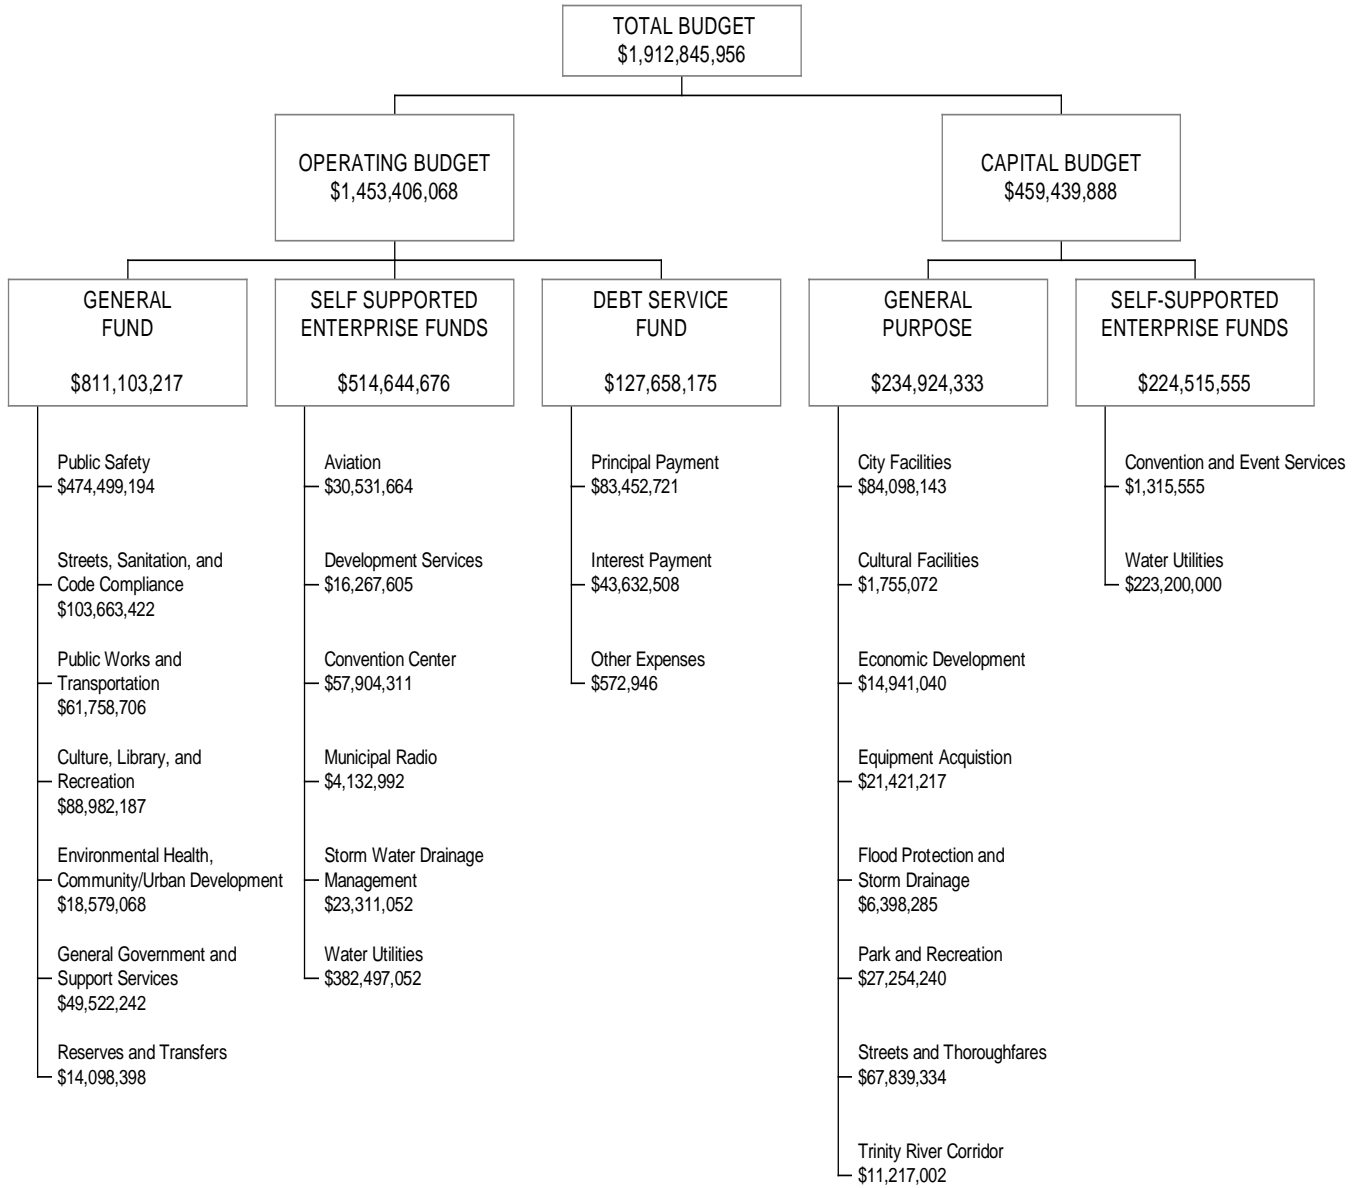 TOTAL BUDGET
$1,912,845,956
OPERATING BUDGET
$1,453,406,068
CAPITAL BUDGET
$459,439,888
GENERAL
FUND
$811,103,217
SELF SUPPORTED
ENTERPRISE FUNDS
$514,644,676
DEBT SERVICE
FUND
$127,658,175
GENERAL
PURPOSE
$234,924,333
SELF-SUPPORTED
ENTERPRISE FUNDS
$224,515,555
Public Safety
$474,499,194
Streets, Sanitation, and
Code Compliance
$103,663,422
Public Works and
Transportation
$61,758,706
Culture, Library, and
Recreation
$88,982,187
Environmental Health,
Community/Urban Development
$18,579,068
General Government and
Support Services
$49,522,242
Reserves and Transfers
$14,098,398
Aviation
$30,531,664
Development Services
$16,267,605
Convention Center
$57,904,311
Municipal Radio
$4,132,992
Storm Water Drainage
Management
$23,311,052
Water Utilities
$382,497,052
Principal Payment
$83,452,721
Interest Payment
$43,632,508
Other Expenses
$572,946
City Facilities
$84,098,143
Cultural Facilities
$1,755,072
Economic Development
$14,941,040
Equipment Acquistion
$21,421,217
Flood Protection and
Storm Drainage
$6,398,285
Park and Recreation
$27,254,240
Streets and Thoroughfares
$67,839,334
Trinity River Corridor
$11,217,002
Convention and Event Services
$1,315,555
Water Utilities
$223,200,000